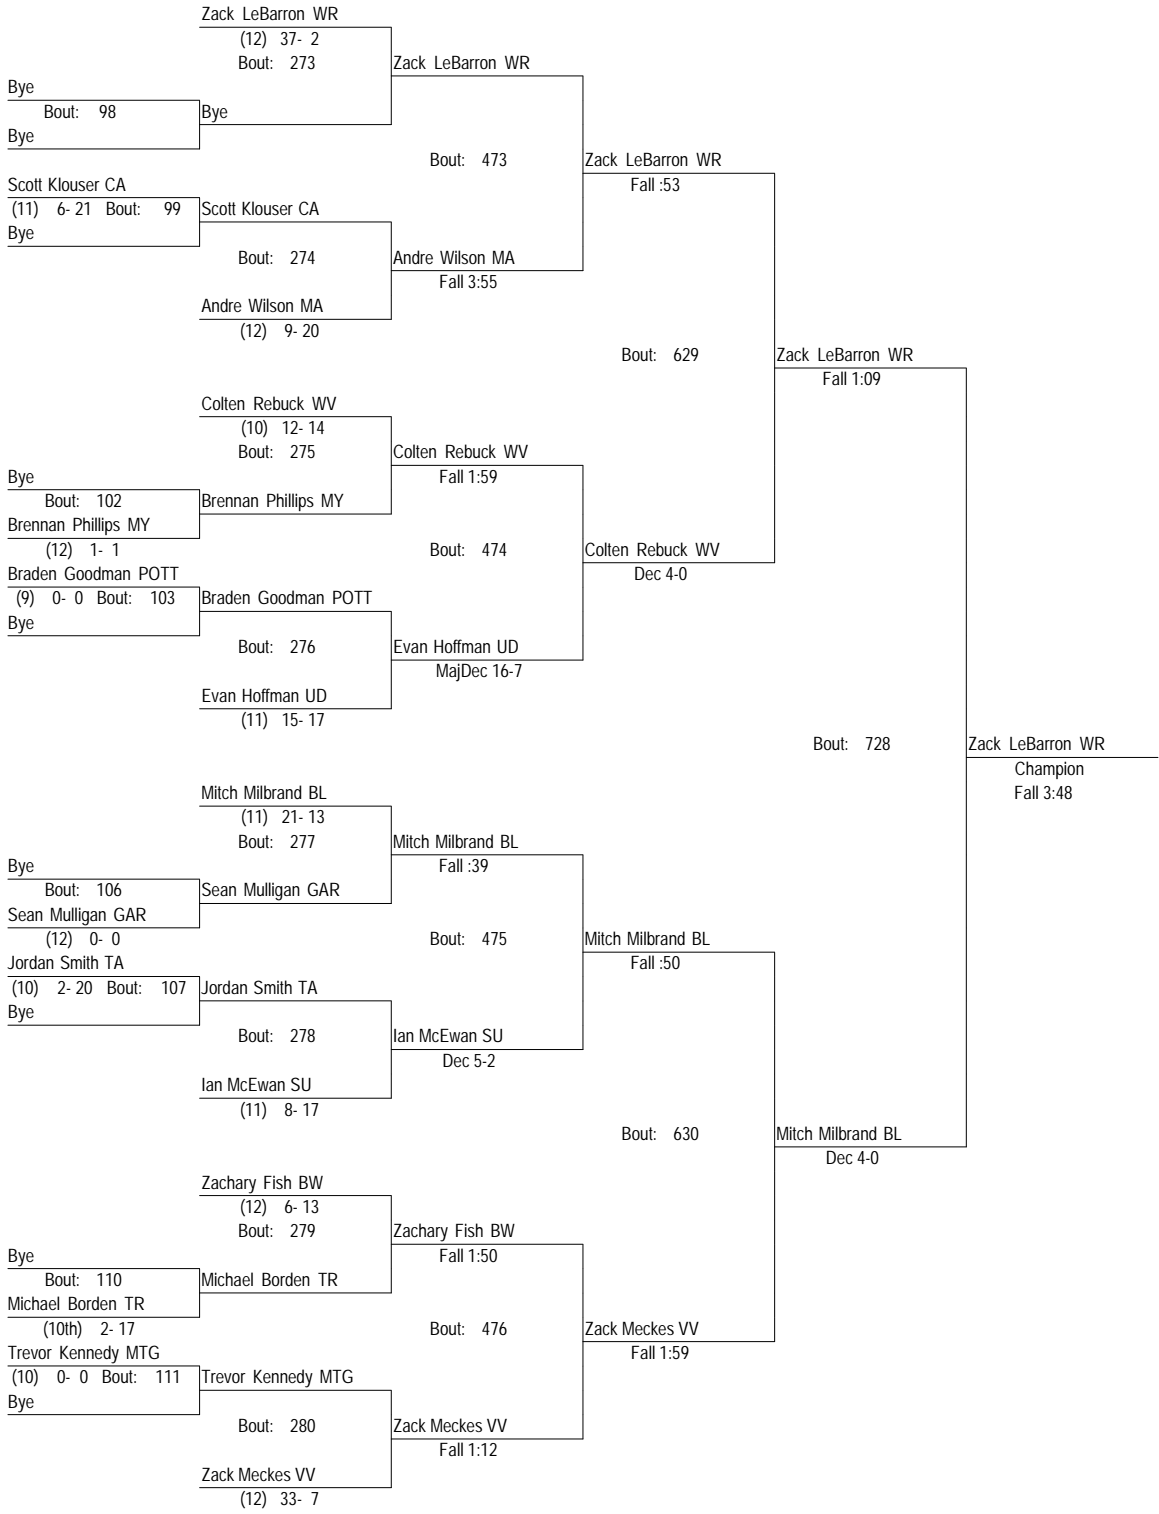 Zack LeBarron WR
(12) 37- 2
Bout: 273
Zack LeBarron WR
Bye
Bout: 98
Bye
Bye
Bout: 473
Zack LeBarron WR
Fall :53
Scott Klouser CA
(11) 6- 21 Bout: 99
Scott Klouser CA
Bye
Bout: 274
Andre Wilson MA
Fall 3:55
Andre Wilson MA
(12) 9- 20
Bout: 629
Zack LeBarron WR
Fall 1:09
Colten Rebuck WV
(10) 12- 14
Bout: 275
Colten Rebuck WV
Fall 1:59
Bye
Bout: 102
Brennan Phillips MY
Brennan Phillips MY
(12) 1- 1
Bout: 474
Colten Rebuck WV
Dec 4-0
Braden Goodman POTT
(9) 0- 0 Bout: 103
Braden Goodman POTT
Bye
Bout: 276
Evan Hoffman UD
MajDec 16-7
Evan Hoffman UD
(11) 15- 17
Bout: 728
Zack LeBarron WR
Champion
Fall 3:48
Mitch Milbrand BL
(11) 21- 13
Bout: 277
Mitch Milbrand BL
Fall :39
Bye
Bout: 106
Sean Mulligan GAR
Sean Mulligan GAR
(12) 0- 0
Bout: 475
Mitch Milbrand BL
Fall :50
Jordan Smith TA
(10) 2- 20 Bout: 107
Jordan Smith TA
Bye
Bout: 278
Ian McEwan SU
Dec 5-2
Ian McEwan SU
(11) 8- 17
Bout: 630
Mitch Milbrand BL
Dec 4-0
Zachary Fish BW
(12) 6- 13
Bout: 279
Zachary Fish BW
Fall 1:50
Bye
Bout: 110
Michael Borden TR
Michael Borden TR
(10th) 2- 17
Bout: 476
Zack Meckes VV
Fall 1:59
Trevor Kennedy MTG
(10) 0- 0 Bout: 111
Trevor Kennedy MTG
Bye
Bout: 280
Zack Meckes VV
Fall 1:12
Zack Meckes VV
(12) 33- 7